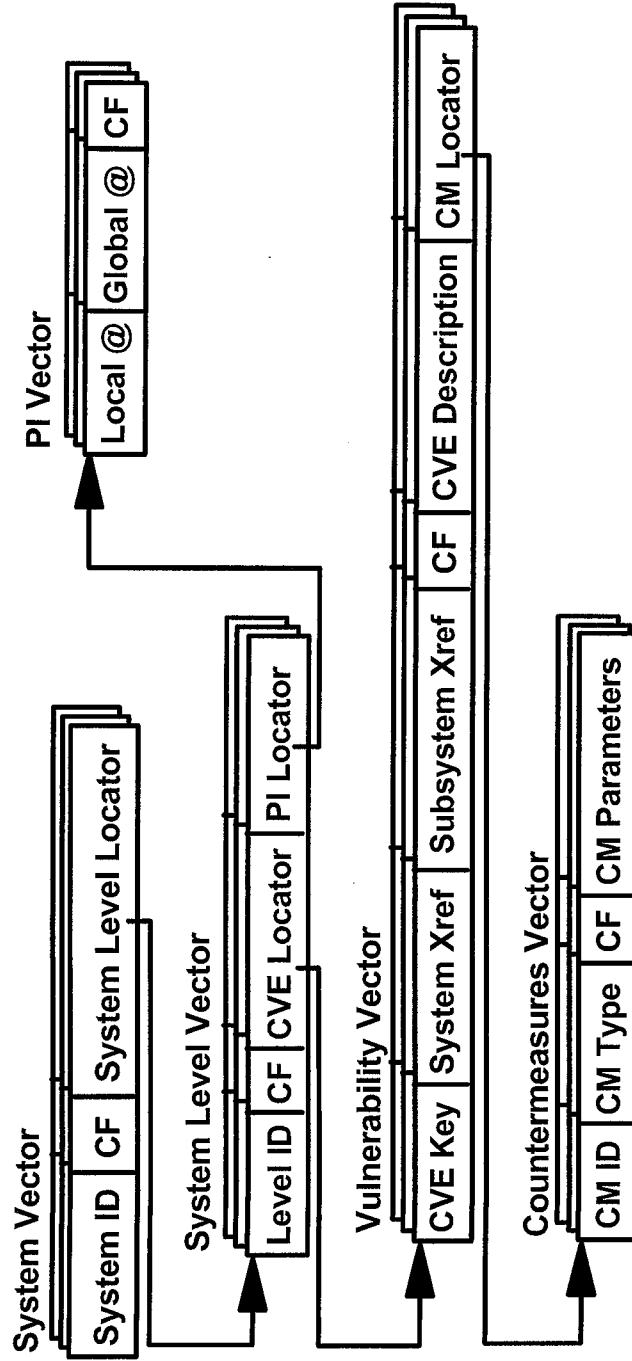 System Vector
System ID CF System Level Locator
PI Vector
Local @ Global @ CF
System Level Vector
Level ID CF CVE Locator PI Locator
Vulnerability Vector
CVE Key System Xref Subsystem Xref CF CVE Description CM Locator
Countermeasures Vector
CM ID CM Type CF CM Parameters